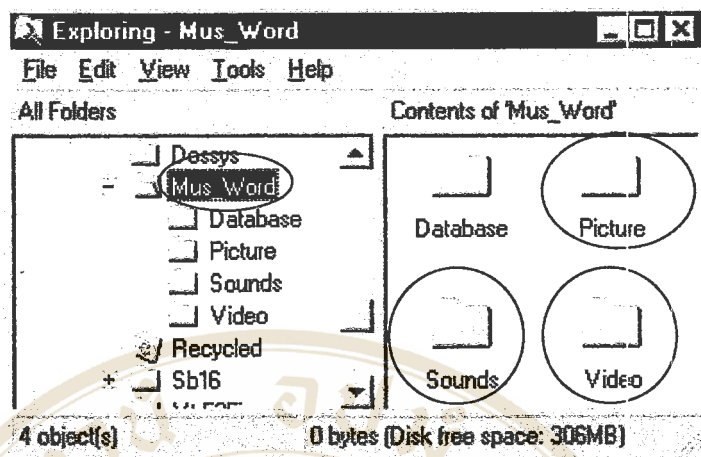 Exploring - Mus_Word
File Edit View Tools Help
All Folders
Contents of 'Mus_Word'
Dossys
Mus_Word
Database
Picture
Sounds
Video
Recycled
Sb16
Database
Picture
Sounds
Video
4 object(s)
0 bytes (Disk free space: 306MB)